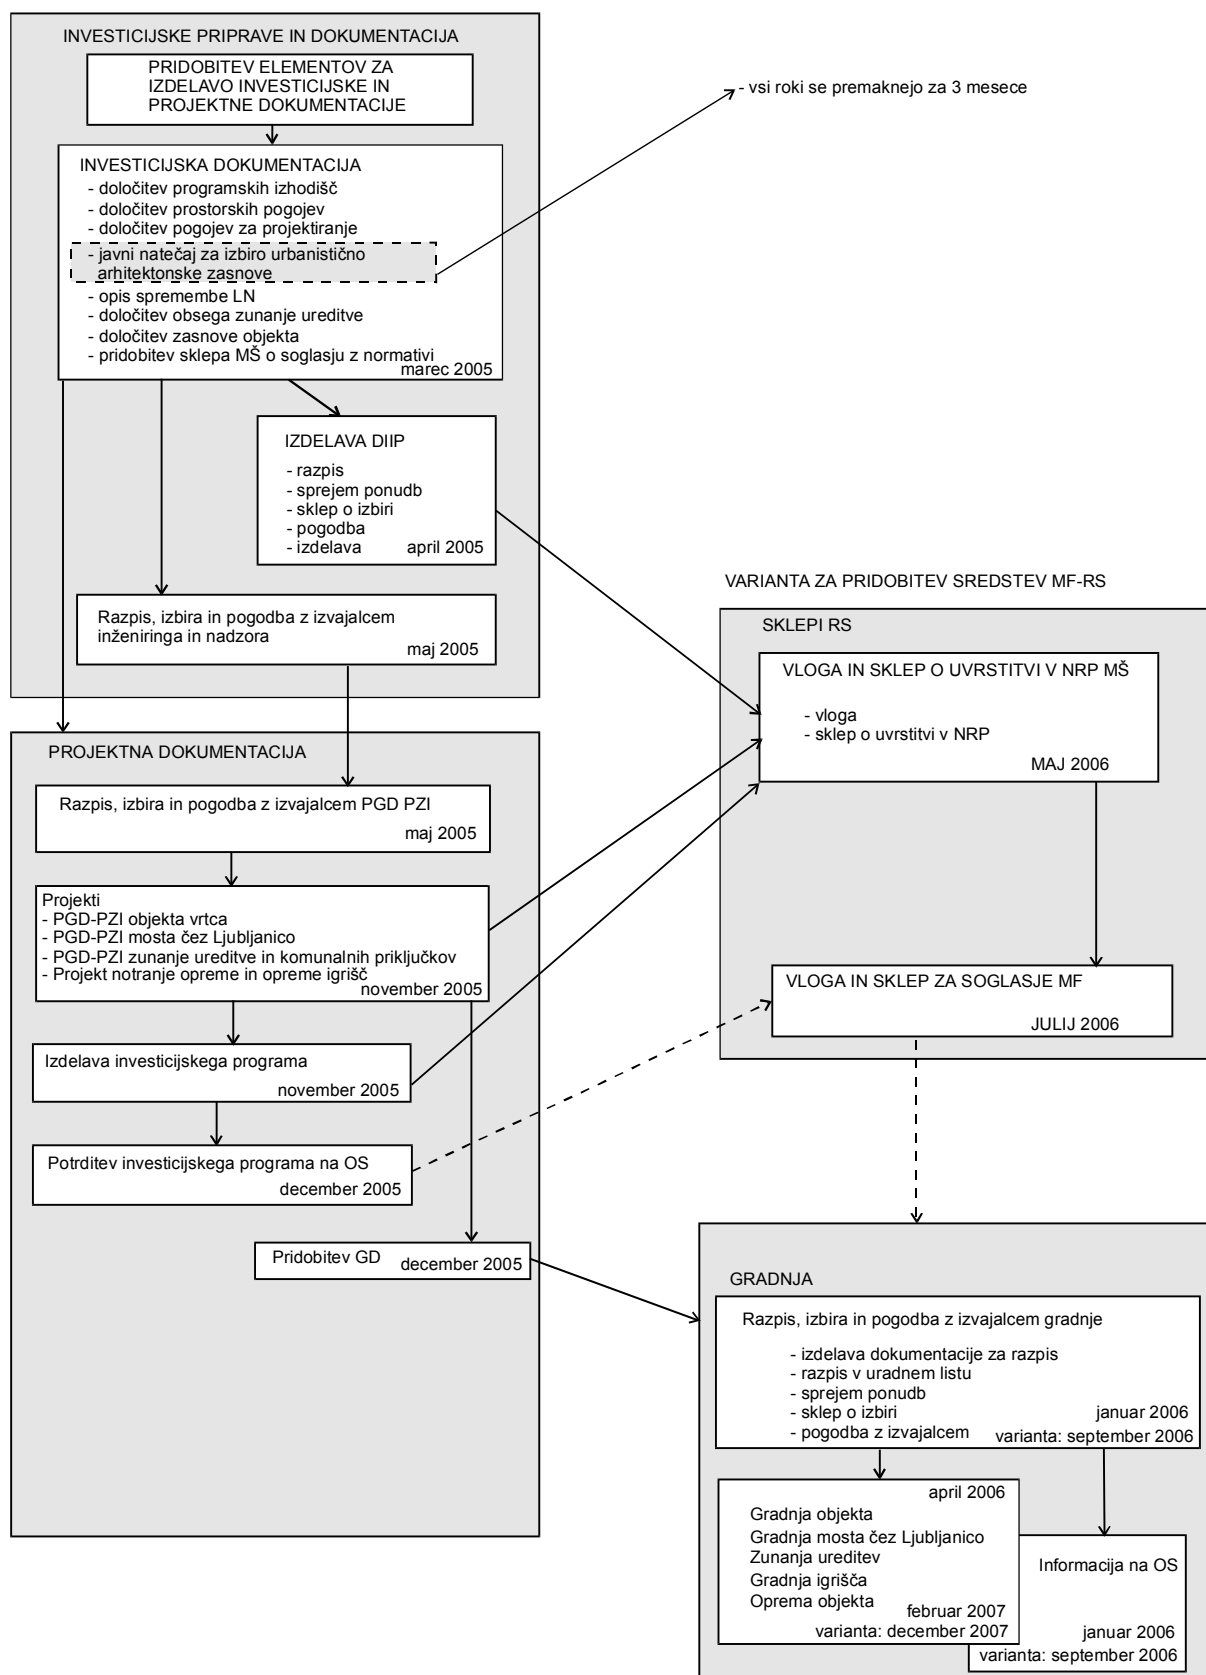 INVESTICIJSKE PRIPRAVE IN DOKUMENTACIJA
PRIDOBITEV ELEMENTOV ZA
IZDELAVO INVESTICIJSKE IN
PROJEKTNE DOKUMENTACIJE
- vsi roki se premaknejo za 3 mesece
INVESTICIJSKA DOKUMENTACIJA
- določitev programskih izhodišč
- določitev prostorskih pogojev
- določitev pogojev za projektiranje
- javni natečaj za izbiro urbanistično
arhitektonske zasnove
- opis spremembe LN
- določitev obsega zunanje ureditve
- določitev zasnove objekta
- pridobitev sklepa MŠ o soglasju z normativi
marec 2005
IZDELAVA DIIP
- razpis
- sprejem ponudb
- sklep o izbiri
- pogodba
- izdelava april 2005
Razpis, izbira in pogodba z izvajalcem
inženiringa in nadzora
maj 2005
PROJEKTNA DOKUMENTACIJA
Razpis, izbira in pogodba z izvajalcem PGD PZI
maj 2005
Projekti
- PGD-PZI objekta vrtca
- PGD-PZI mosta čez Ljubljanico
- PGD-PZI zunanje ureditve in komunalnih priključkov
- Projekt notranje opreme in opreme igrišč
november 2005
Izdelava investicijskega programa
november 2005
Potrditev investicijskega programa na OS
december 2005
Pridobitev GD december 2005
VARIANTA ZA PRIDOBITEV SREDSTEV MF-RS
SKLEPI RS
VLOGA IN SKLEP O UVRSTITVI V NRP MŠ
- vloga
- sklep o uvrstitvi v NRP
MAJ 2006
VLOGA IN SKLEP ZA SOGLASJE MF
JULIJ 2006
GRADNJA
Razpis, izbira in pogodba z izvajalcem gradnje
- izdelava dokumentacije za razpis
- razpis v uradnem listu
- sprejem ponudb
- sklep o izbiri
- pogodba z izvajalcem
januar 2006
varianta: september 2006
april 2006
Gradnja objekta
Gradnja mosta čez Ljubljanico
Zunanja ureditev
Gradnja igrišča
Oprema objekta
februar 2007
varianta: december 2007
Informacija na OS
januar 2006
varianta: september 2006